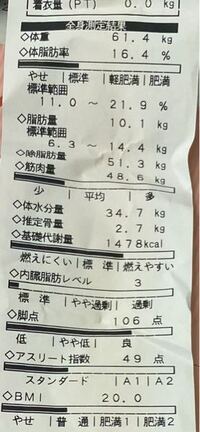 着衣量(PT) 0.0 kg
全身測定結果
◇体重 61.4 kg
◇体脂肪率 16.4 %
やせ |標準 |軽肥満|肥満
標準範囲
11.0 ～ 21.9 %
◇脂肪量 10.1 kg
標準範囲
6.3 ～ 14.4 kg
◇除脂肪量 51.3 kg
◇筋肉量 48.6 kg
少 | 平均 | 多
◇体水分量 34.7 kg
◇推定骨量 2.7 kg
◇基礎代謝量 1478kcal
燃えにくい| 標準 |燃えやすい
◇内臓脂肪レベル 3
標準 |やや過剰| 過剰
◇脚点 106 点
低 |やや低| 良
◇アスリート指数 49 点
スタンダード |A1|A2
◇BMI 20.0
やせ |普通|肥満1|肥満2